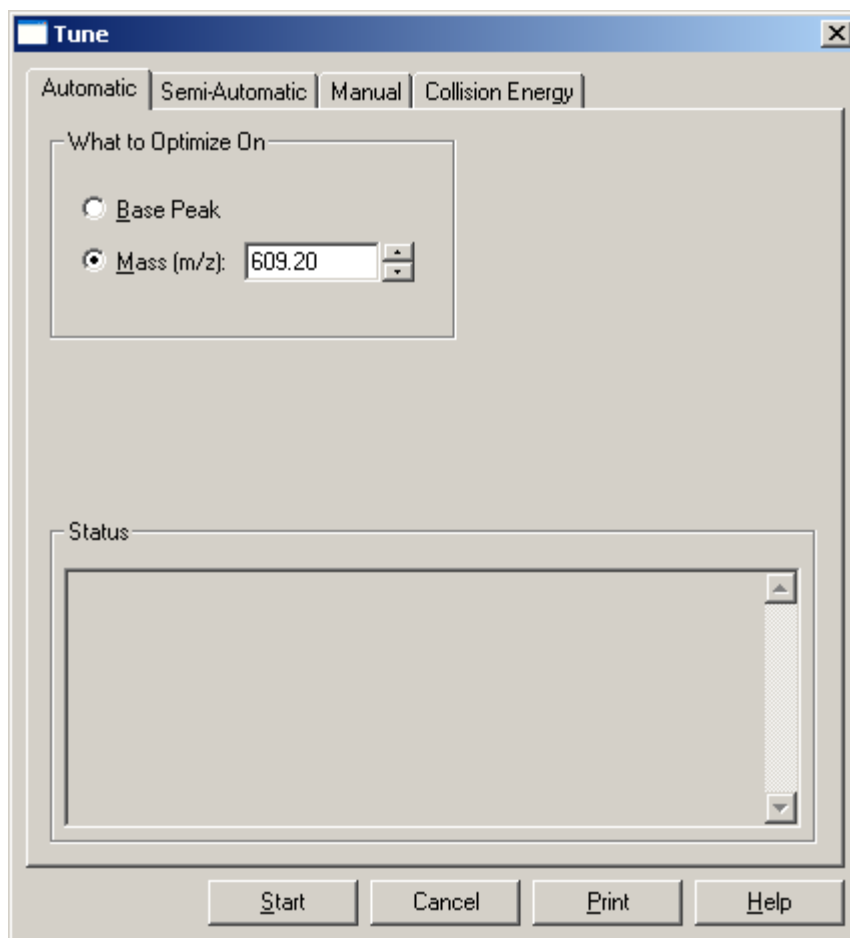 Tune
Automatic Semi-Automatic Manual Collision Energy
What to Optimize On
Base Peak
Mass (m/z): 609.20
Status
Start Cancel Print Help